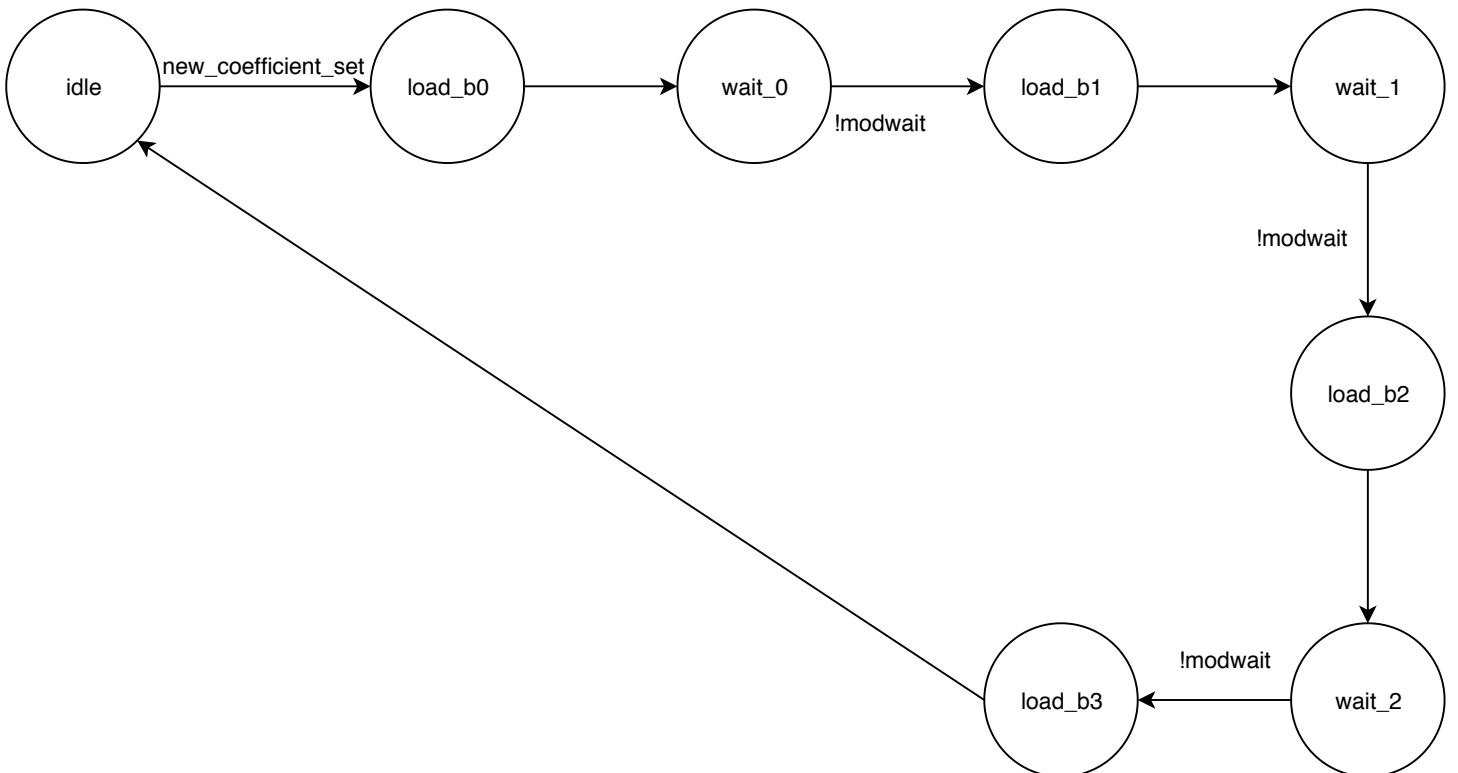 idle
new_coefficient_set
load_b0
wait_0
!modwait
load_b1
wait_1
!modwait
load_b2
wait_2
!modwait
load_b3